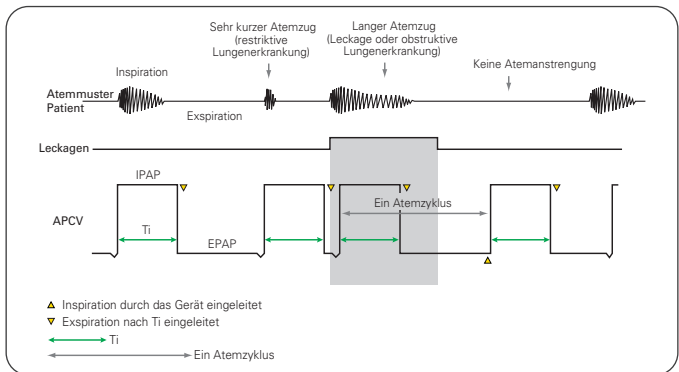 Sehr kurzer Atemzug
(restriktive
Lungenerkrankung)
Langer Atemzug
(Leckage oder obstruktive
Lungenerkrankung)
Keine Atemanstrengung
Inspiration
Atemmuster
Patient
Exspiration
Leckagen
IPAP
Ein Atemzyklus
APCV
Ti
EPAP
Inspiration durch das Gerät eingeleitet
Exspiration nach Ti eingeleitet
Ti
Ein Atemzyklus